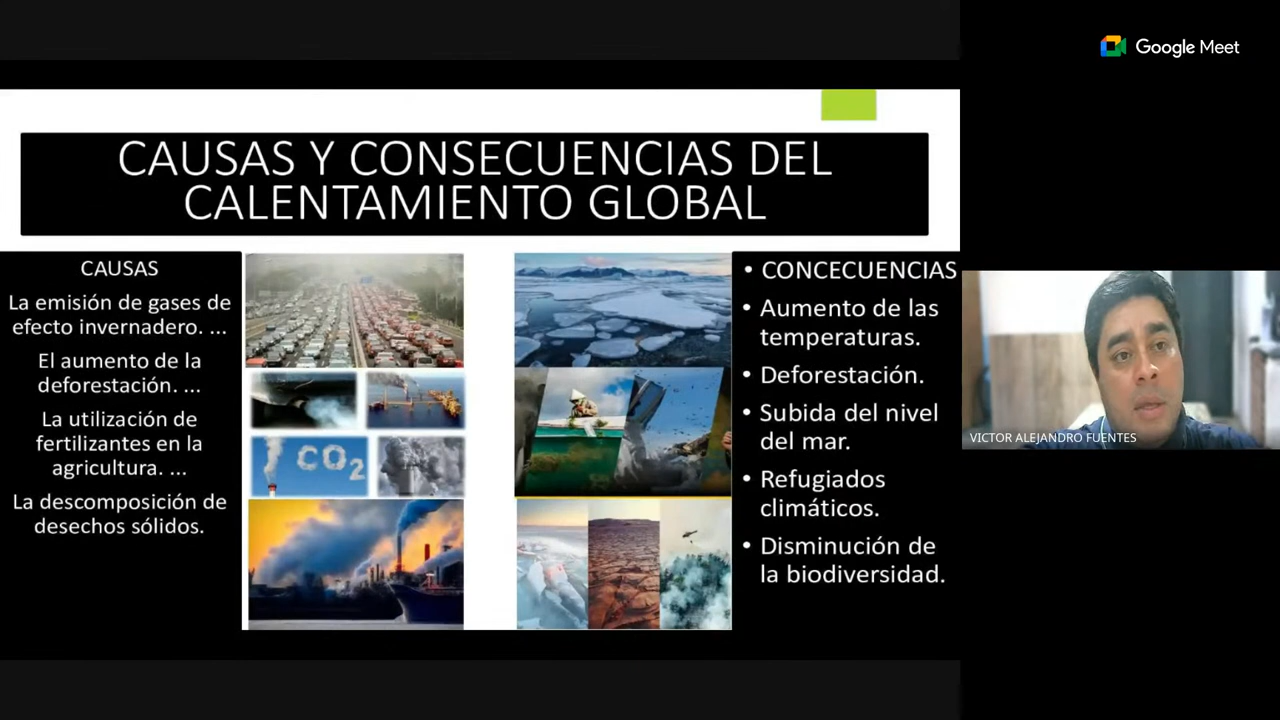 Google Meet
CAUSAS Y CONSECUENCIAS DEL
CALENTAMIENTO GLOBAL
CAUSAS
La emisión de gases de
efecto invernadero. ...
El aumento de la
deforestación. ...
La utilización de
fertilizantes en la
agricultura. ...
La descomposición de
desechos sólidos.
CO2
• CONCECUENCIAS
• Aumento de las
temperaturas.
• Deforestación.
• Subida del nivel
del mar.
• Refugiados
climáticos.
• Disminución de
la biodiversidad.
VICTOR ALEJANDRO FUENTES